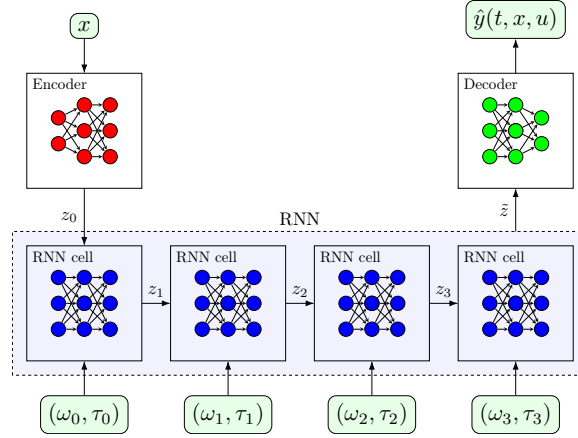 x
ŷ(t, x, u)
Encoder
Decoder
z₀
RNN
z̃
RNN cell
RNN cell
RNN cell
RNN cell
z₁
z₂
z₃
(ω₀, τ₀)
(ω₁, τ₁)
(ω₂, τ₂)
(ω₃, τ₃)